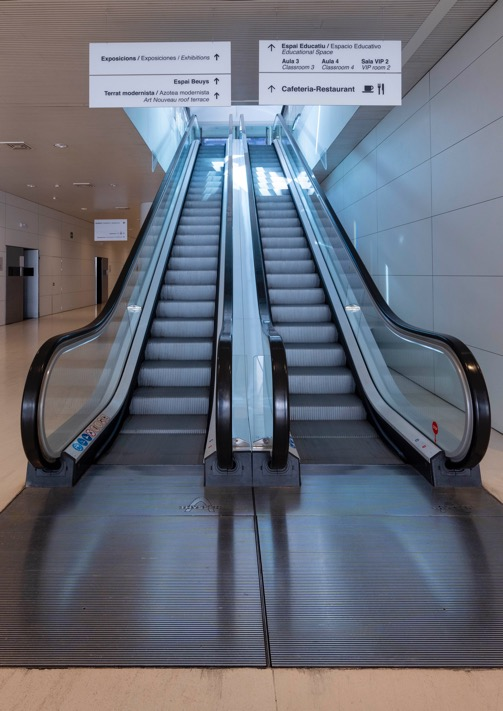 Exposicions / Exposiciones / Exhibitions
Espai Beuys
Terrat modernista / Azotea modernista
Art Nouveau roof terrace
Espai Educatiu / Espacio Educativo
Educational Space
Aula 3 Aula 4 Sala VIP 2
Classroom 3 Classroom 4 VIP room 2
Cafeteria-Restaurant